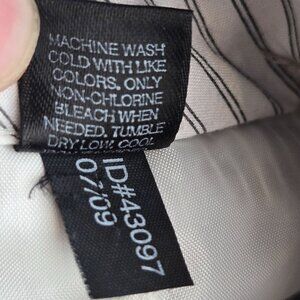 MACHINE WASH
COLD WITH LIKE
COLORS. ONLY
NON-CHLORINE
BLEACH WHEN
NEEDED. TUMBLE
DRY LOW. COOL
ID#43097
07/09